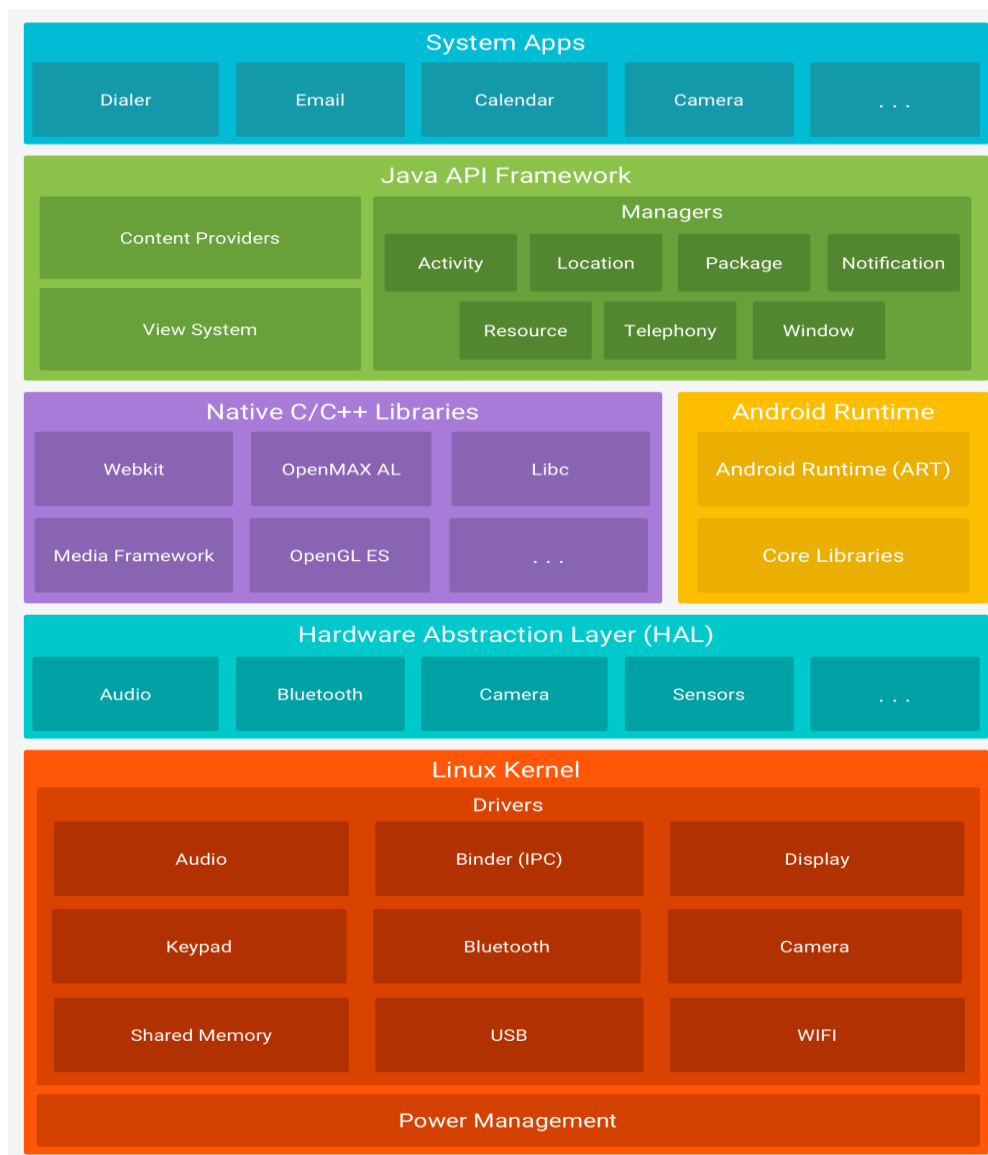 System Apps
Dialer
Email
Calendar
Camera
. . .
Java API Framework
Content Providers
View System
Managers
Activity
Location
Package
Notification
Resource
Telephony
Window
Native C/C++ Libraries
Webkit
OpenMAX AL
Libc
Media Framework
OpenGL ES
. . .
Android Runtime
Android Runtime (ART)
Core Libraries
Hardware Abstraction Layer (HAL)
Audio
Bluetooth
Camera
Sensors
. . .
Linux Kernel
Drivers
Audio
Binder (IPC)
Display
Keypad
Bluetooth
Camera
Shared Memory
USB
WIFI
Power Management